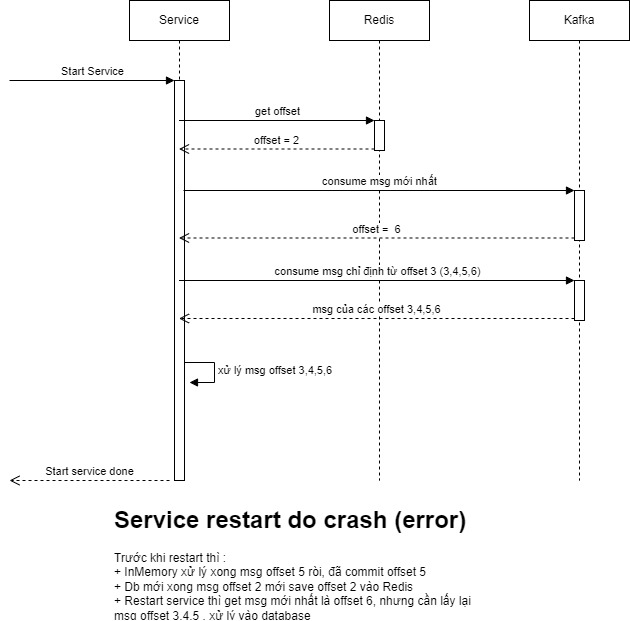 Service
Redis
Kafka
Start Service
get offset
offset = 2
consume msg mới nhất
offset = 6
consume msg chỉ định từ offset 3 (3,4,5,6)
msg của các offset 3,4,5,6
xử lý msg offset 3,4,5,6
Start service done
Service restart do crash (error)
Trước khi restart thì :
+ InMemory xử lý xong msg offset 5 ròi, đã commit offset 5
+ Db mới xong msg offset 2 mới save offset 2 vào Redis
+ Restart service thì get msg mới nhất là offset 6, nhưng cần lấy lại
msg offset 3,4,5 , xử lý vào database